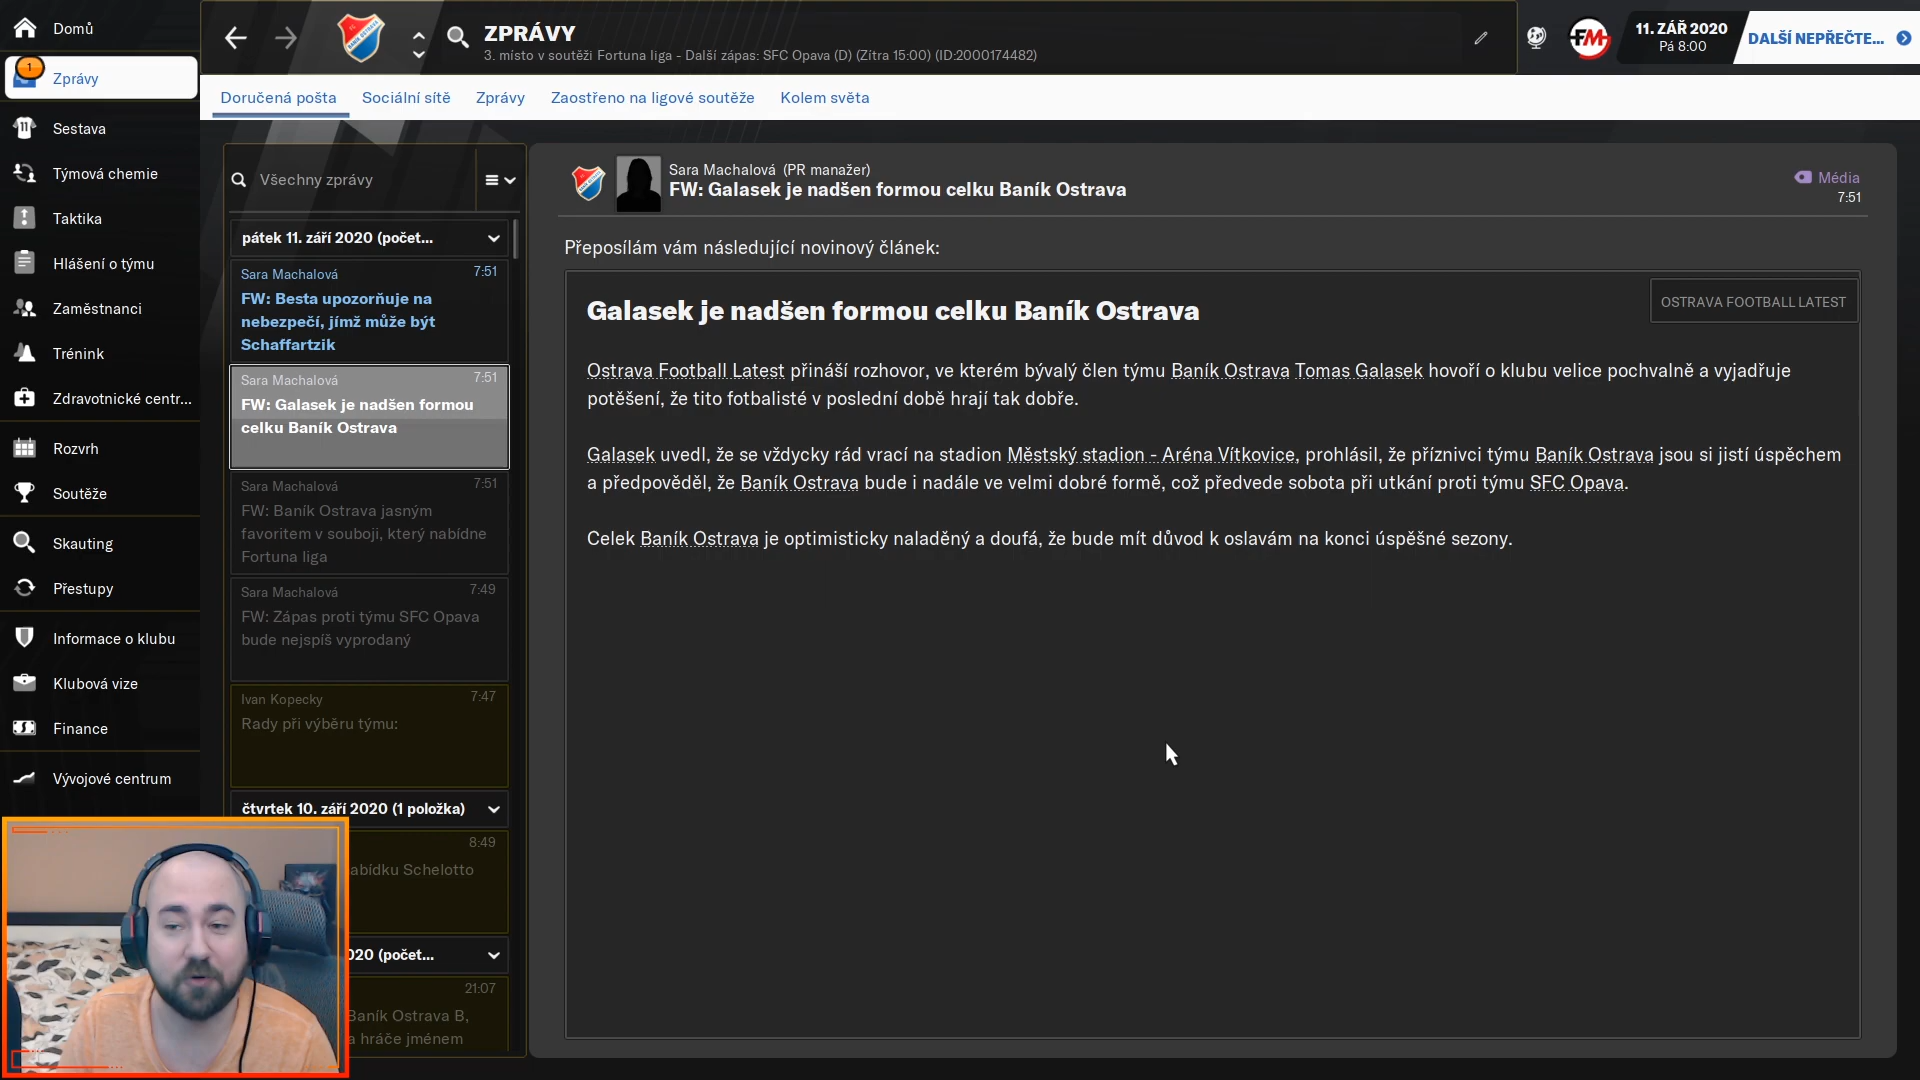 Domů
1
Zprávy
11
Sestava
Týmová chemie
Taktika
Hlášení o týmu
Zaměstnanci
Trénink
Zdravotnické centr...
Rozvrh
Soutěže
Skauting
Přestupy
Informace o klubu
Klubová vize
Finance
Vývojové centrum
ZPRÁVY
3. místo v soutěži Fortuna liga - Další zápas: SFC Opava (D) (Zítra 15:00) (ID:2000174482)
FM
11. ZÁŘ 2020
Pá 8:00
DALŠÍ NEPŘEČTE...
Doručená pošta
Sociální sítě
Zprávy
Zaostřeno na ligové soutěže
Kolem světa
Všechny zprávy
pátek 11. září 2020 (počet...
Sara Machalová
7:51
FW: Besta upozorňuje na
nebezpečí, jímž může být
Schaffartzik
Sara Machalová
7:51
FW: Galasek je nadšen formou
celku Baník Ostrava
Sara Machalová
7:51
FW: Baník Ostrava jasným
favoritem v souboji, který nabídne
Fortuna liga
Sara Machalová
7:49
FW: Zápas proti týmu SFC Opava
bude nejspíš vyprodaný
Ivan Kopecky
7:47
Rady při výběru týmu:
čtvrtek 10. září 2020 (1 položka)
8:49
abídku Schelotto
020 (počet...
21:07
Baník Ostrava B,
a hráče jménem
Sara Machalová (PR manažer)
FW: Galasek je nadšen formou celku Baník Ostrava
Média
7:51
Přeposílám vám následující novinový článek:
Galasek je nadšen formou celku Baník Ostrava
OSTRAVA FOOTBALL LATEST
Ostrava Football Latest přináší rozhovor, ve kterém bývalý člen týmu Baník Ostrava Tomas Galasek hovoří o klubu velice pochvalně a vyjadřuje
potěšení, že tito fotbalisté v poslední době hrají tak dobře.
Galasek uvedl, že se vždycky rád vrací na stadion Městský stadion - Aréna Vítkovice, prohlásil, že příznivci týmu Baník Ostrava jsou si jistí úspěchem
a předpověděl, že Baník Ostrava bude i nadále ve velmi dobré formě, což předvede sobota při utkání proti týmu SFC Opava.
Celek Baník Ostrava je optimisticky naladěný a doufá, že bude mít důvod k oslavám na konci úspěšné sezony.